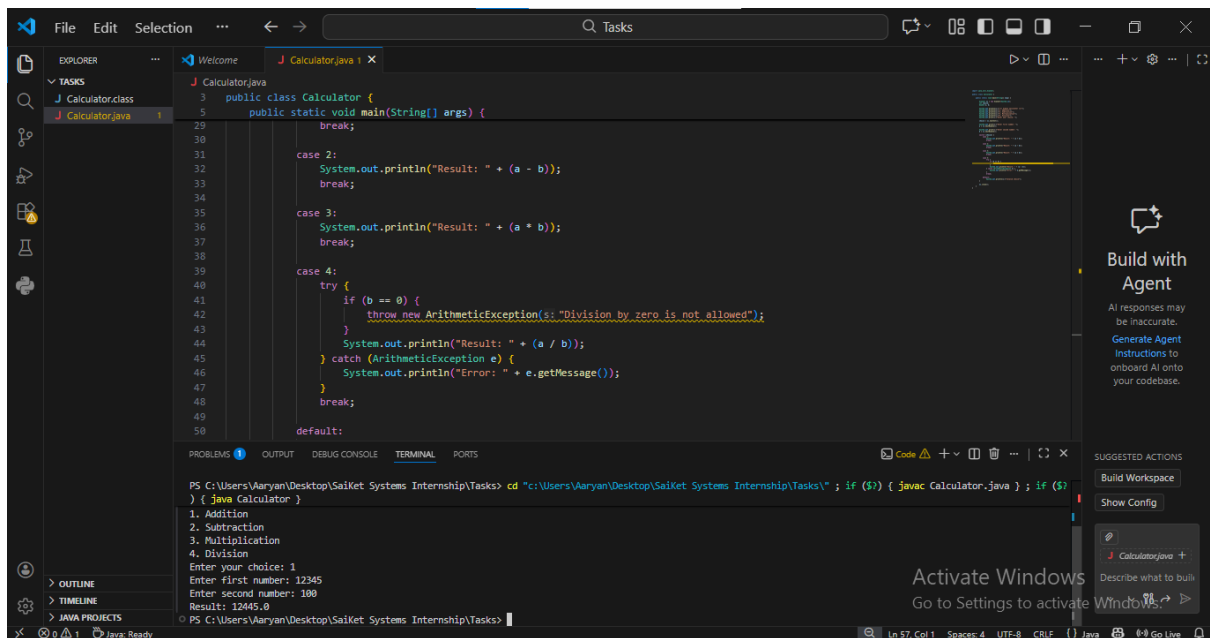 File Edit Selection ··· Tasks
EXPLORER ···
TASKS
J Calculator.class
J Calculator.java 1
Welcome J Calculator.java 1 ×
J Calculator.java
3 public class Calculator {
5 public static void main(String[] args) {
29 break;
30
31 case 2:
32 System.out.println("Result: " + (a - b));
33 break;
34
35 case 3:
36 System.out.println("Result: " + (a * b));
37 break;
38
39 case 4:
40 try {
41 if (b == 0) {
42 throw new ArithmeticException(s: "Division by zero is not allowed");
43 }
44 System.out.println("Result: " + (a / b));
45 } catch (ArithmeticException e) {
46 System.out.println("Error: " + e.getMessage());
47 }
48 break;
49
50 default:
PROBLEMS 1 OUTPUT DEBUG CONSOLE TERMINAL PORTS Code
PS C:\Users\Aaryan\Desktop\SaiKet Systems Internship\Tasks> cd "c:\Users\Aaryan\Desktop\SaiKet Systems Internship\Tasks\" ; if ($?) { javac Calculator.java } ; if ($?
) { java Calculator }
1. Addition
2. Subtraction
3. Multiplication
4. Division
Enter your choice: 1
Enter first number: 12345
Enter second number: 100
Result: 12445.0
PS C:\Users\Aaryan\Desktop\SaiKet Systems Internship\Tasks>
OUTLINE
TIMELINE
JAVA PROJECTS
Build with
Agent
AI responses may
be inaccurate.
Generate Agent
Instructions to
onboard AI onto
your codebase.
SUGGESTED ACTIONS
Build Workspace
Show Config
J Calculator.java +
Describe what to buil
Activate Windows
Go to Settings to activate Windows.
0 1 Java: Ready Ln 57, Col 1 Spaces: 4 UTF-8 CRLF {} Java Go Live